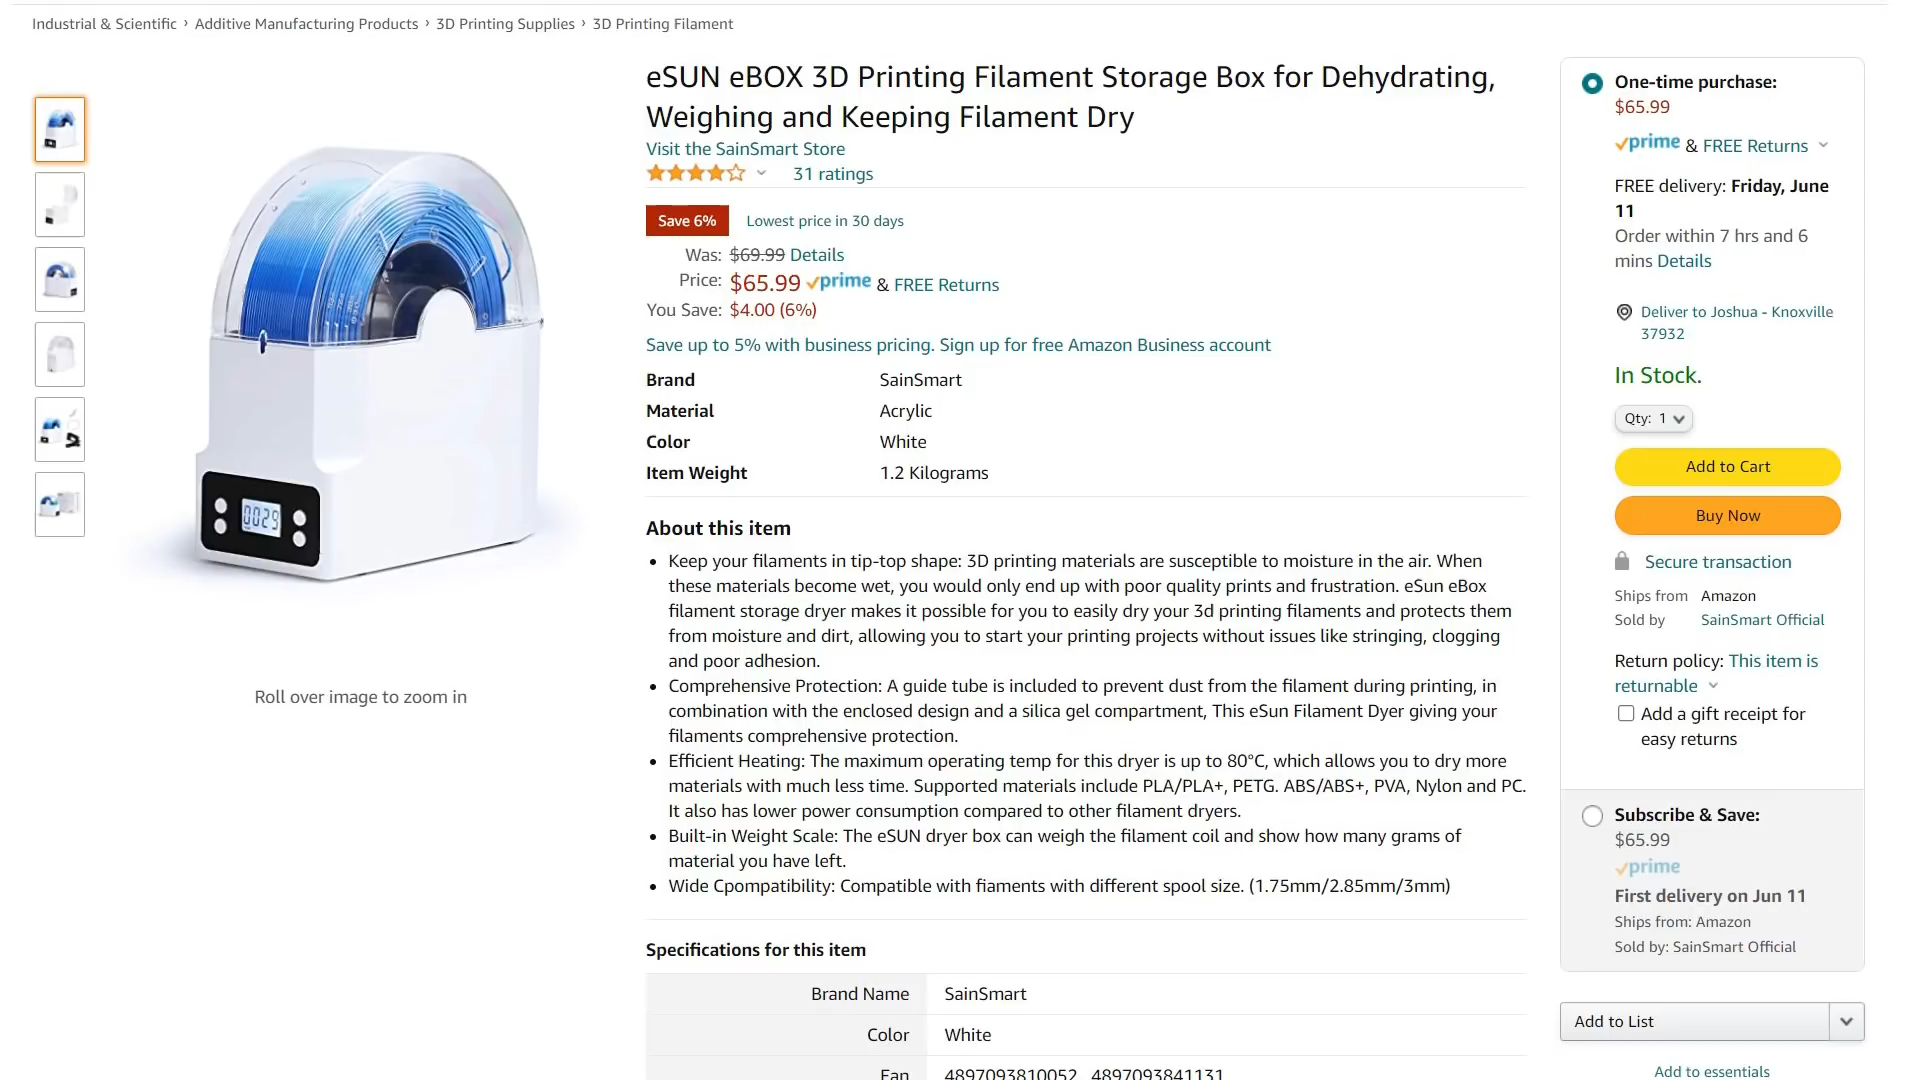 Industrial & Scientific › Additive Manufacturing Products › 3D Printing Supplies › 3D Printing Filament
eSUN eBOX 3D Printing Filament Storage Box for Dehydrating,
Weighing and Keeping Filament Dry
Visit the SainSmart Store
31 ratings
Save 6% Lowest price in 30 days
Was: $69.99 Details
Price: $65.99 prime & FREE Returns
You Save: $4.00 (6%)
Save up to 5% with business pricing. Sign up for free Amazon Business account
Brand SainSmart
Material Acrylic
Color White
Item Weight 1.2 Kilograms
About this item
• Keep your filaments in tip-top shape: 3D printing materials are susceptible to moisture in the air. When
these materials become wet, you would only end up with poor quality prints and frustration. eSun eBox
filament storage dryer makes it possible for you to easily dry your 3d printing filaments and protects them
from moisture and dirt, allowing you to start your printing projects without issues like stringing, clogging
and poor adhesion.
• Comprehensive Protection: A guide tube is included to prevent dust from the filament during printing, in
combination with the enclosed design and a silica gel compartment, This eSun Filament Dyer giving your
filaments comprehensive protection.
• Efficient Heating: The maximum operating temp for this dryer is up to 80°C, which allows you to dry more
materials with much less time. Supported materials include PLA/PLA+, PETG. ABS/ABS+, PVA, Nylon and PC.
It also has lower power consumption compared to other filament dryers.
• Built-in Weight Scale: The eSUN dryer box can weigh the filament coil and show how many grams of
material you have left.
• Wide Cpompatibility: Compatible with fiaments with different spool size. (1.75mm/2.85mm/3mm)
Specifications for this item
Brand Name SainSmart
Color White
Ean 4897093810052, 4897093841131
0029
Roll over image to zoom in
One-time purchase:
$65.99
prime & FREE Returns
FREE delivery: Friday, June
11
Order within 7 hrs and 6
mins Details
Deliver to Joshua - Knoxville
37932
In Stock.
Qty: 1
Add to Cart
Buy Now
Secure transaction
Ships from Amazon
Sold by SainSmart Official
Return policy: This item is
returnable
Add a gift receipt for
easy returns
Subscribe & Save:
$65.99
prime
First delivery on Jun 11
Ships from: Amazon
Sold by: SainSmart Official
Add to List
Add to essentials